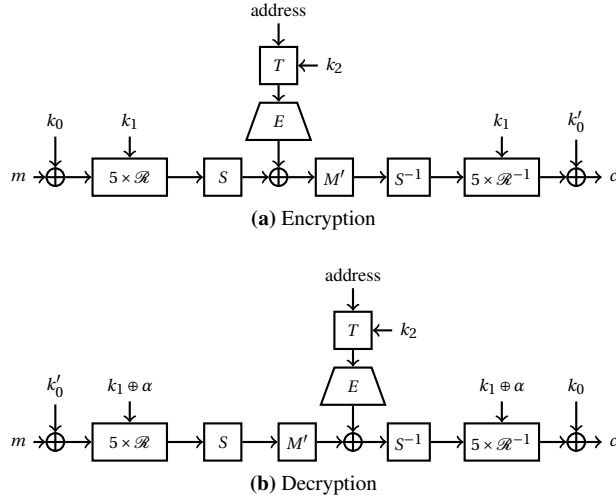 address
T
k₂
E
k₀ k₁ k₁ k₀′
m 5 × ℛ S M′ S⁻¹ 5 × ℛ⁻¹ c
(a) Encryption
address
T
k₂
E
k₀′ k₁ ⊕ α k₁ ⊕ α k₀
m 5 × ℛ S M′ S⁻¹ 5 × ℛ⁻¹ c
(b) Decryption